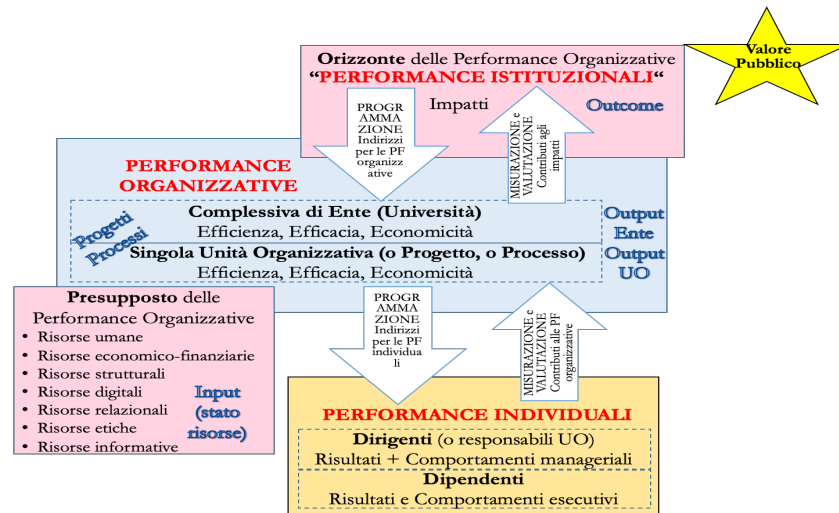 Valore
Pubblico
Orizzonte delle Performance Organizzative
“PERFORMANCE ISTITUZIONALI“
Impatti
Outcome
PROGR
AMMA
ZIONE
Indirizzi
per le PF
organizz
ative
MISURAZIONE e
VALUTAZIONE
Contributi agli
impatti
PERFORMANCE
ORGANIZZATIVE
Progetti
Processi
Complessiva di Ente (Università)
Efficienza, Efficacia, Economicità
Singola Unità Organizzativa (o Progetto, o Processo)
Efficienza, Efficacia, Economicità
Output
Ente
Output
UO
Presupposto delle
Performance Organizzative
• Risorse umane
• Risorse economico-finanziarie
• Risorse strutturali
• Risorse digitali
• Risorse relazionali
• Risorse etiche
• Risorse informative
Input
(stato
risorse)
PROGR
AMMA
ZIONE
Indirizzi
per le PF
individua
li
MISURAZIONE e
VALUTAZIONE
Contributi alle PF
organizzative
PERFORMANCE INDIVIDUALI
Dirigenti (o responsabili UO)
Risultati + Comportamenti manageriali
Dipendenti
Risultati e Comportamenti esecutivi